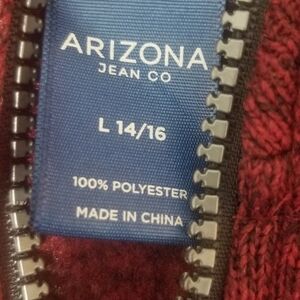 ARIZONA
JEAN CO
L 14/16
100% POLYESTER
MADE IN CHINA